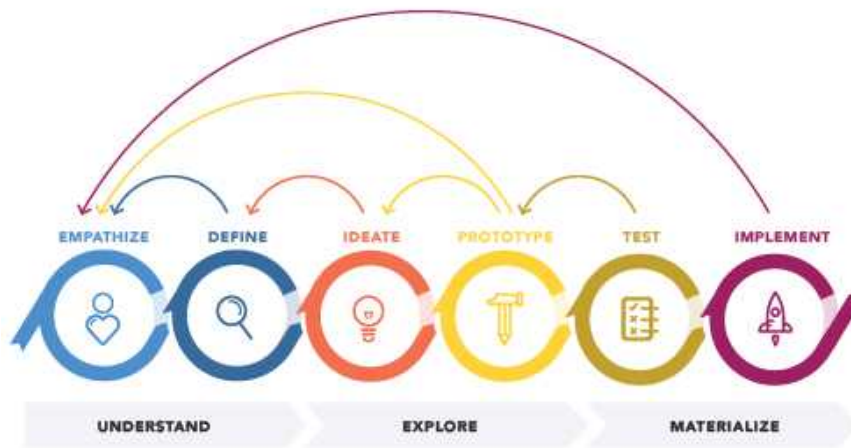 EMPATHIZE DEFINE IDEATE PROTOTYPE TEST IMPLEMENT
UNDERSTAND EXPLORE MATERIALIZE